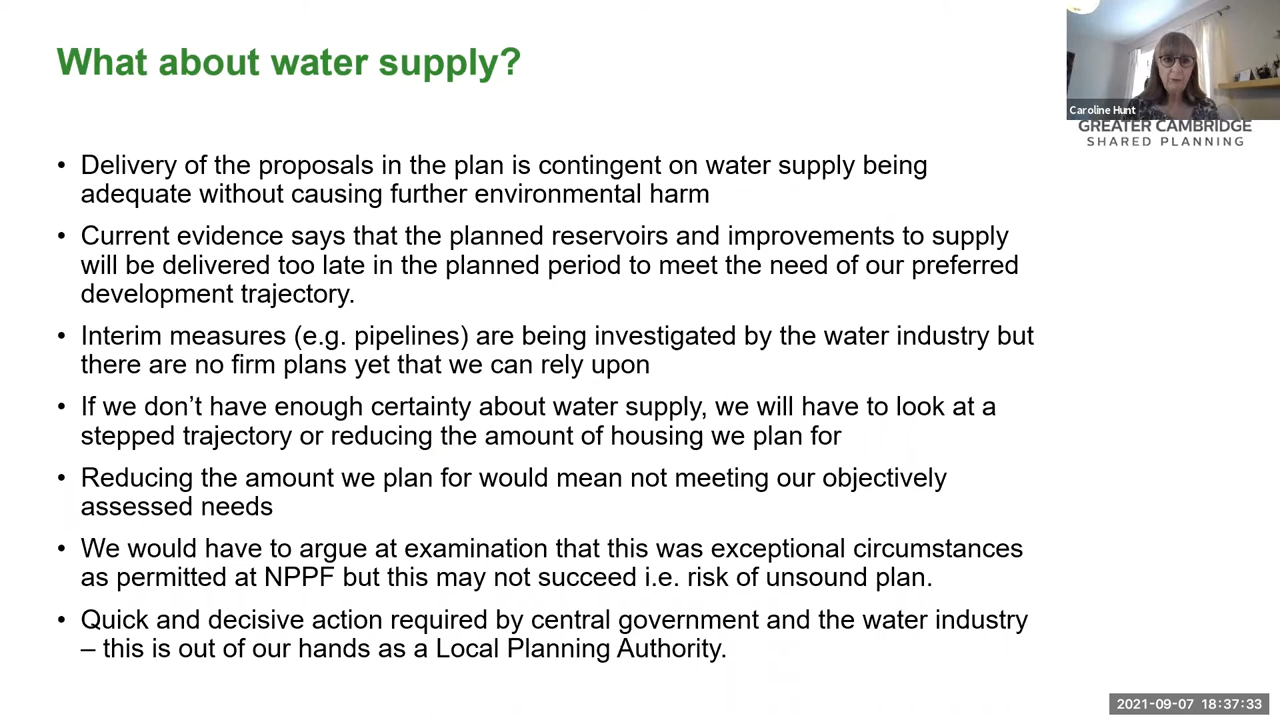 What about water supply?
Caroline Hunt
GREATER CAMBRIDGE
SHARED PLANNING
• Delivery of the proposals in the plan is contingent on water supply being
adequate without causing further environmental harm
• Current evidence says that the planned reservoirs and improvements to supply
will be delivered too late in the planned period to meet the need of our preferred
development trajectory.
• Interim measures (e.g. pipelines) are being investigated by the water industry but
there are no firm plans yet that we can rely upon
• If we don’t have enough certainty about water supply, we will have to look at a
stepped trajectory or reducing the amount of housing we plan for
• Reducing the amount we plan for would mean not meeting our objectively
assessed needs
• We would have to argue at examination that this was exceptional circumstances
as permitted at NPPF but this may not succeed i.e. risk of unsound plan.
• Quick and decisive action required by central government and the water industry
– this is out of our hands as a Local Planning Authority.
2021-09-07 18:37:33